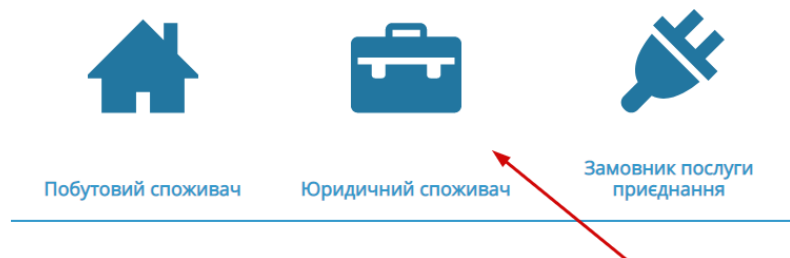 Побутовий споживач
Юридичний споживач
Замовник послуги
приєднання